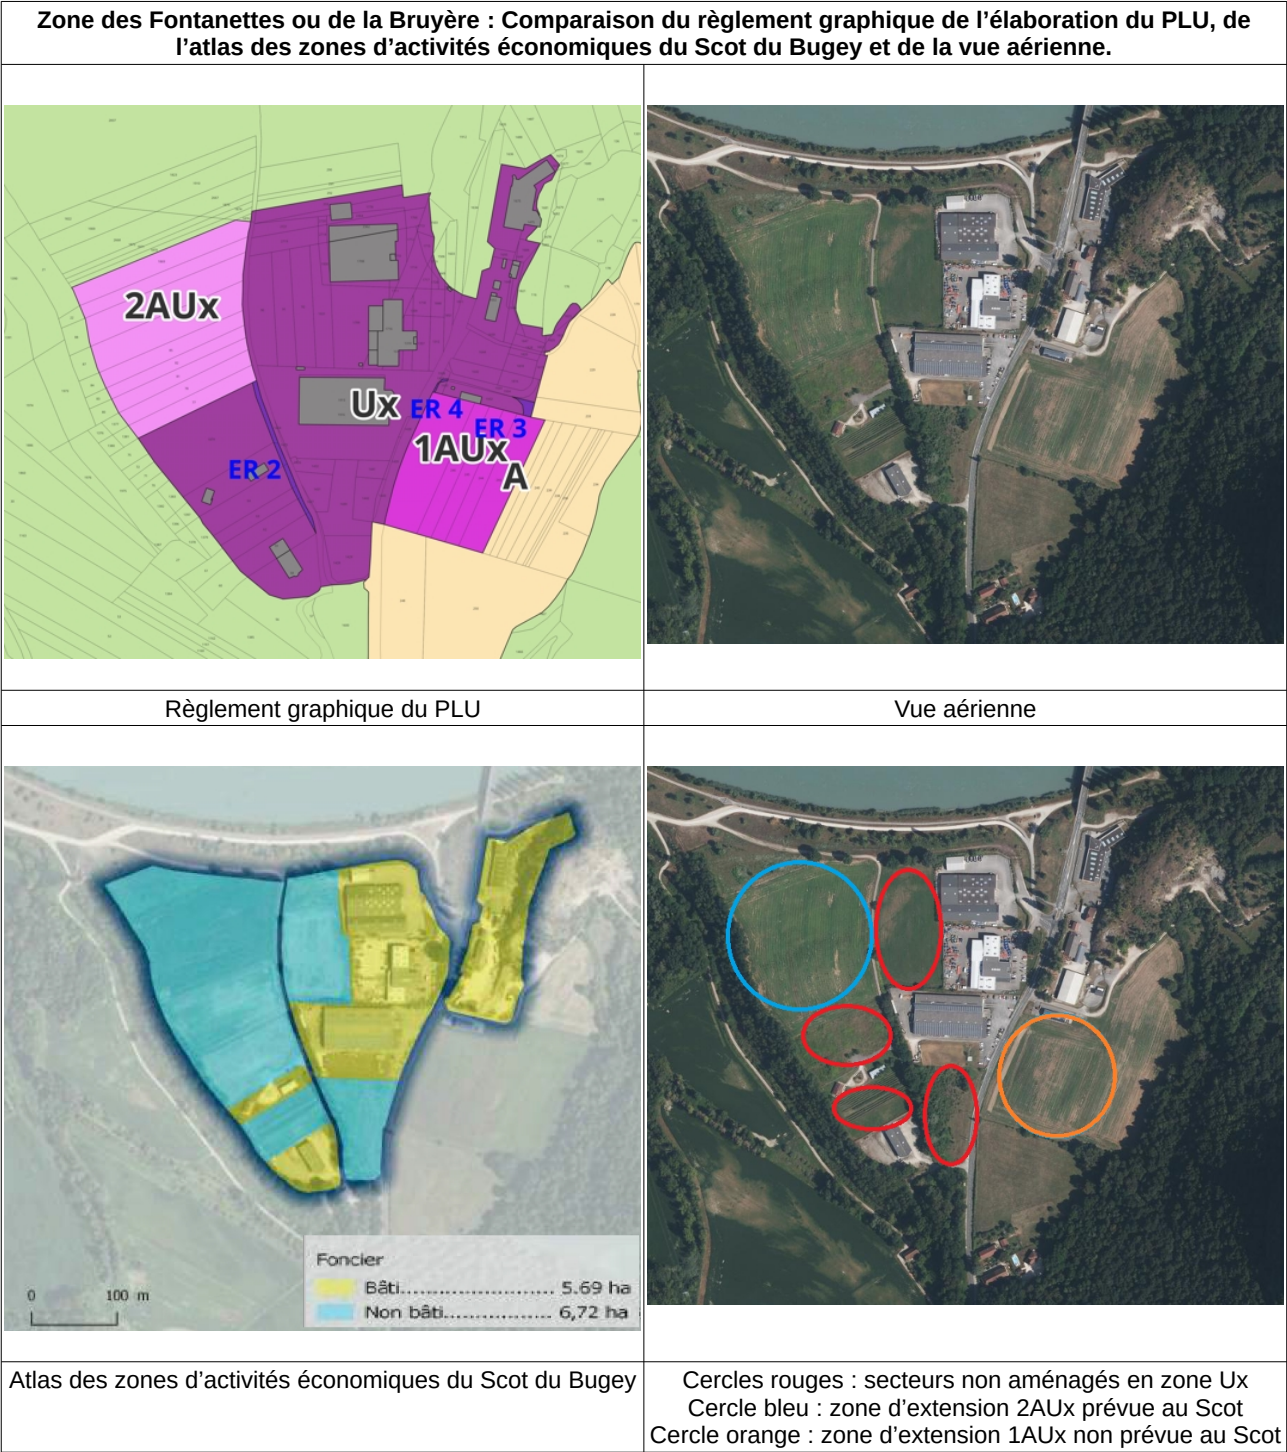 Zone des Fontanettes ou de la Bruyère : Comparaison du règlement graphique de l’élaboration du PLU, de
l’atlas des zones d’activités économiques du Scot du Bugey et de la vue aérienne.
2AUx
Ux
ER 4
ER 3
1AUx
A
ER 2
Règlement graphique du PLU
Vue aérienne
Foncier
Bâti.................... 5.69 ha
Non bâti.................. 6,72 ha
0 100 m
Atlas des zones d’activités économiques du Scot du Bugey
Cercles rouges : secteurs non aménagés en zone Ux
Cercle bleu : zone d’extension 2AUx prévue au Scot
Cercle orange : zone d’extension 1AUx non prévue au Scot